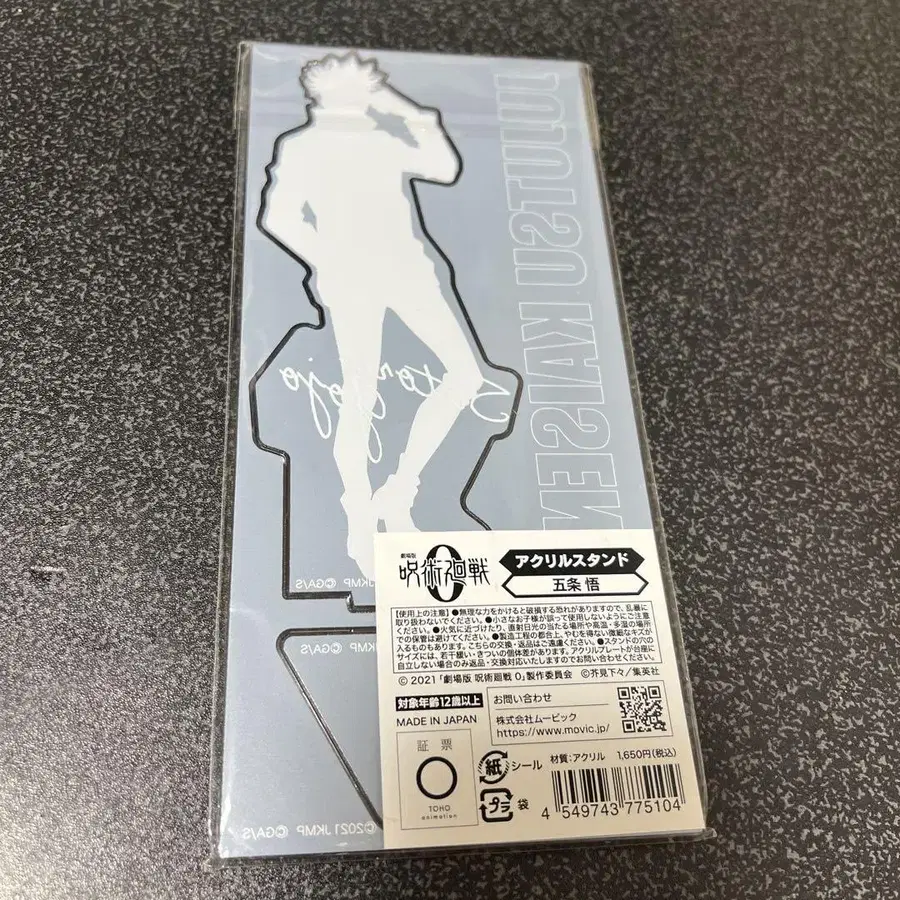 JUJUTSU KAISEN
Satoru Gojo
©2021 JKMP ©GA/S
©2021 JKMP ©GA/S
劇場版
呪術廻戦
0
アクリルスタンド
五条 悟
【使用上の注意】●無理な力をかけると破損する恐れがありますので、乱暴に
取り扱わないでください。●小さなお子様が誤って使用しないようにご注意
ください。●火気に近づけたり、直射日光の当たる場所や高温・多湿の場所
での保管は避けてください。●製造工程の都合上、やむを得ない微細なキズが
入るものもあります。こちらの交換・返品はご遠慮ください。●スタンドの穴の
サイズには、若干緩い・きついの個体差があります。アクリルプレートが台座に
自立しない場合のみ返品・交換対応いたしますのでお問い合わせください。
© 2021 「劇場版 呪術廻戦 0」製作委員会 ©芥見下々／集英社
対象年齢12歳以上
MADE IN JAPAN
お問い合わせ
株式会社ムービック
https://www.movic.jp/
証票
TOHO
animation
紙
シール
プラ
袋
材質：アクリル 1,650円(税込)
4 549743 775104